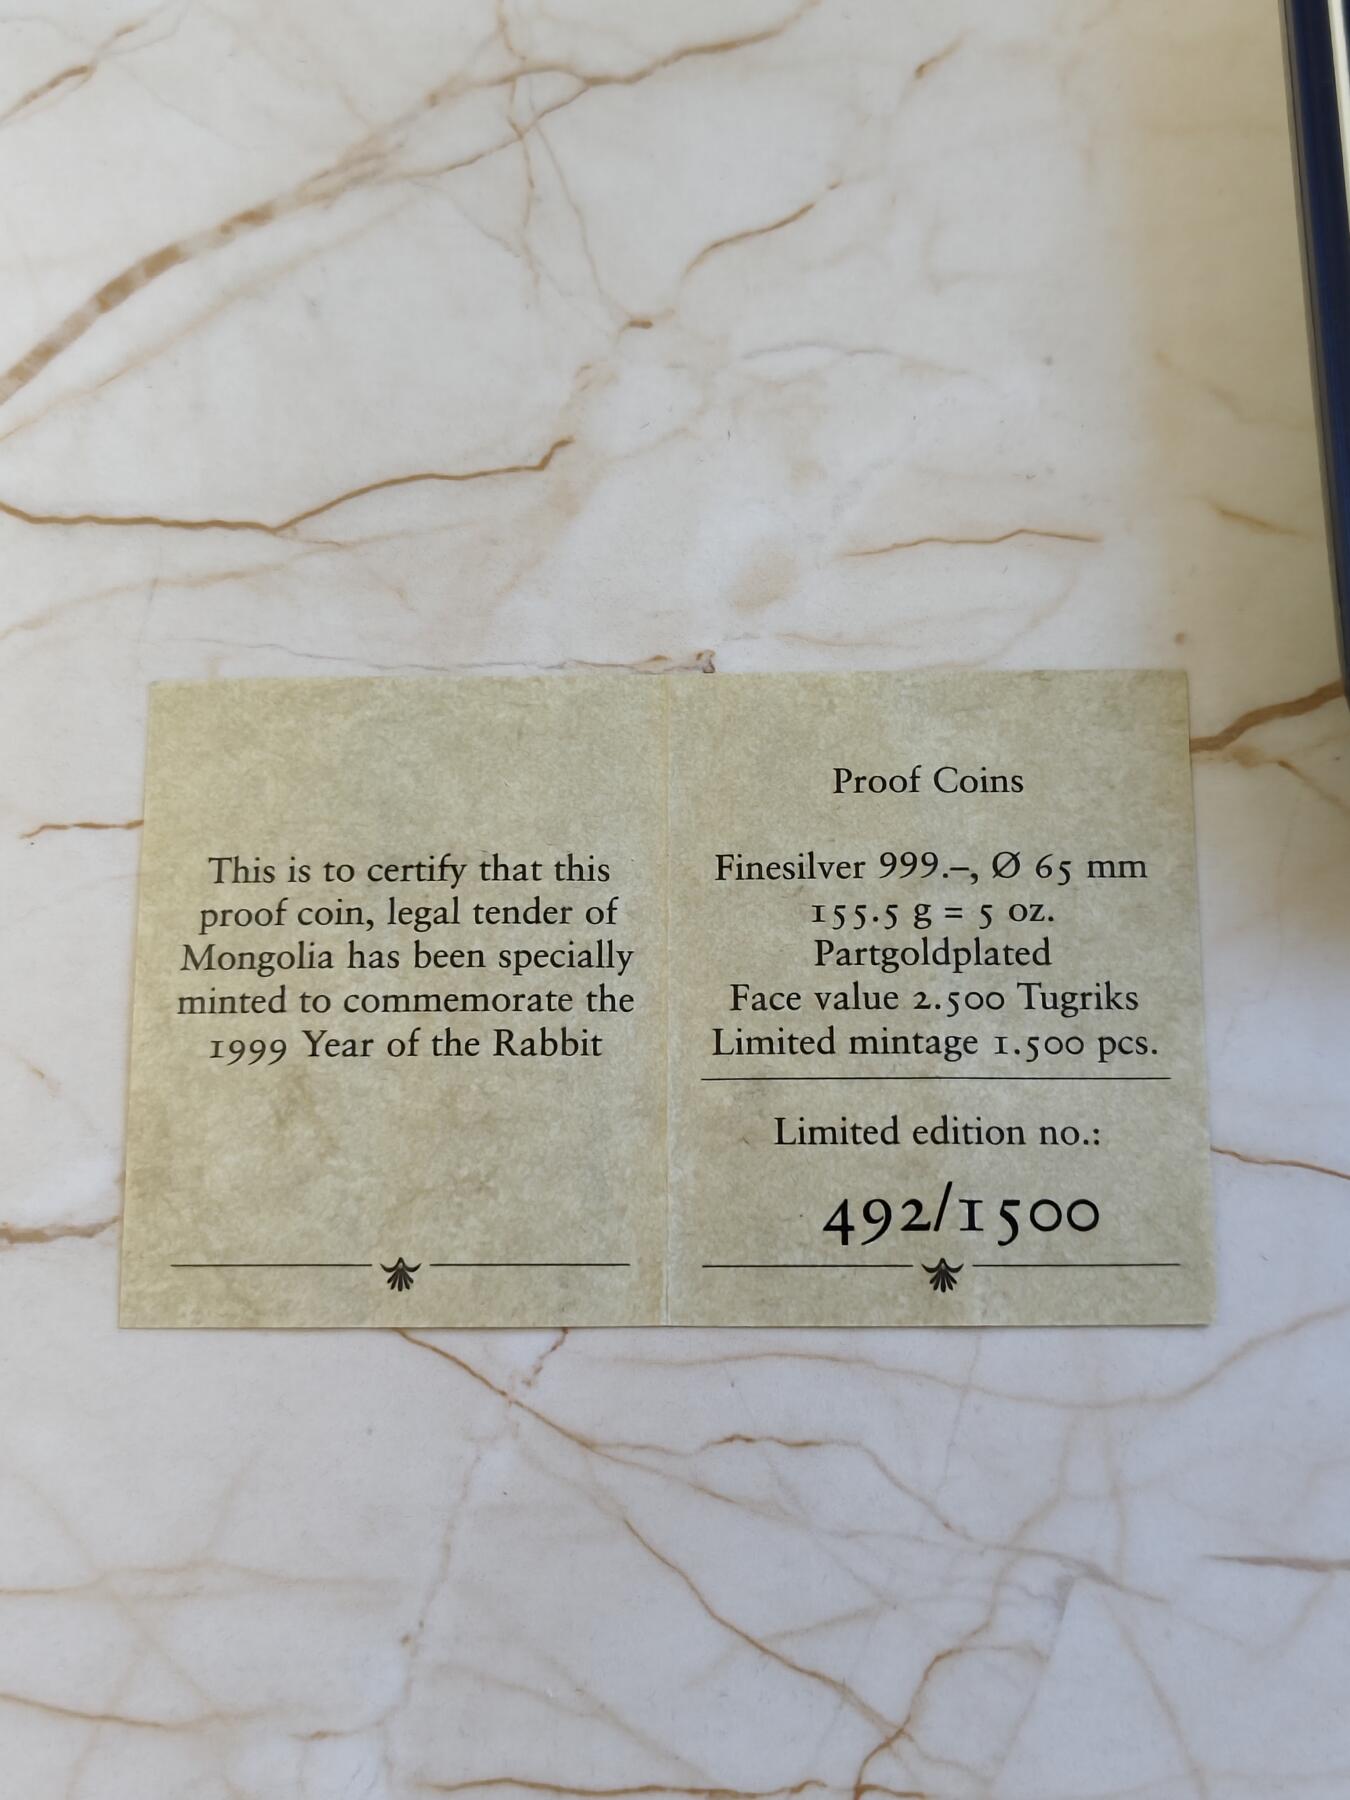 This is to certify that this
proof coin, legal tender of
Mongolia has been specially
minted to commemorate the
1999 Year of the Rabbit
Proof Coins
Finesilver 999.–, Ø 65 mm
155.5 g = 5 oz.
Partgoldplated
Face value 2.500 Tugriks
Limited mintage 1.500 pcs.
Limited edition no.:
492/1500